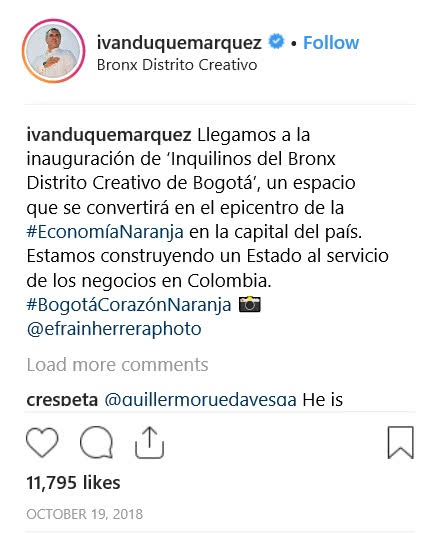 ivanduquemarquez • Follow
Bronx Distrito Creativo
ivanduquemarquez Llegamos a la
inauguración de ‘Inquilinos del Bronx
Distrito Creativo de Bogotá’, un espacio
que se convertirá en el epicentro de la
#EconomíaNaranja en la capital del país.
Estamos construyendo un Estado al servicio
de los negocios en Colombia.
#BogotáCorazónNaranja 📷
@efrainherreraphoto
Load more comments
crespeta @guillermoruedavesga He is
11,795 likes
OCTOBER 19, 2018